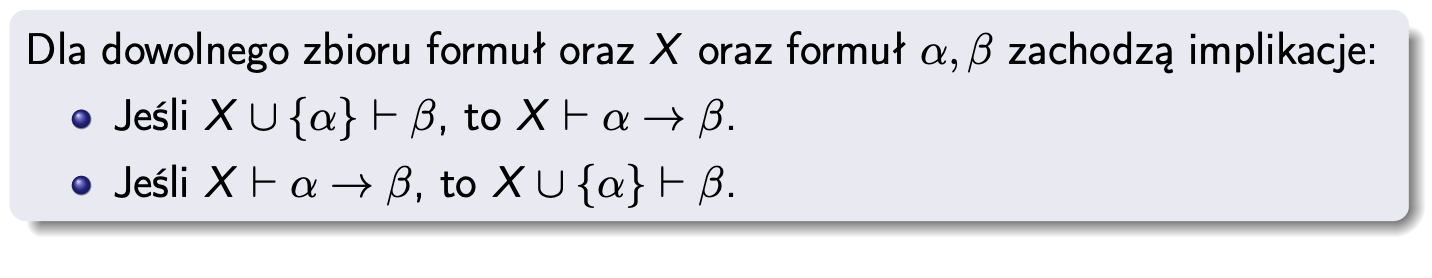 Dla dowolnego zbioru formuł oraz X oraz formuł α, β zachodzą implikacje:
Jeśli X ∪ {α} ⊢ β, to X ⊢ α → β.
Jeśli X ⊢ α → β, to X ∪ {α} ⊢ β.